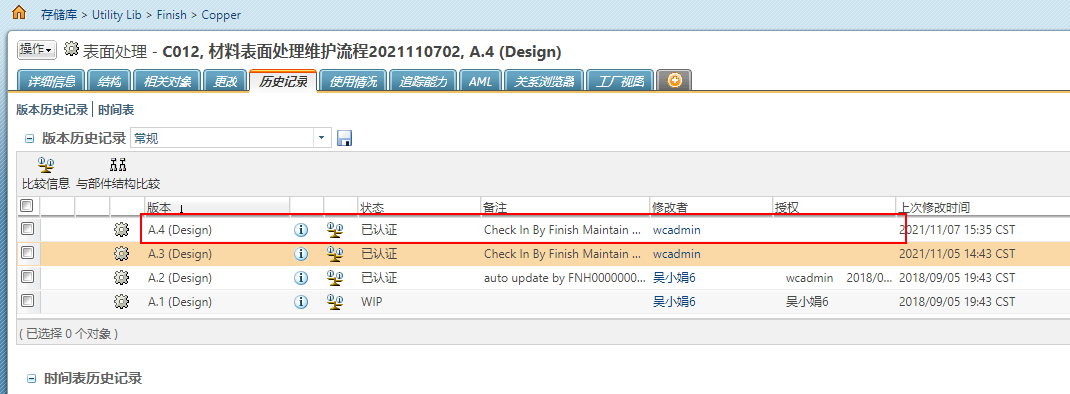 存储库 > Utility Lib > Finish > Copper
操作 表面处理 - C012, 材料表面处理维护流程2021110702, A.4 (Design)
详细信息 结构 相关对象 更改 历史记录 使用情况 追踪能力 AML 关系浏览器 工厂视图
版本历史记录 时间表
版本历史记录 常规
比较信息 与部件结构比较
版本 状态 备注 修改者 授权 上次修改时间
A.4 (Design) 已认证 Check In By Finish Maintain ... wcadmin 2021/11/07 15:35 CST
A.3 (Design) 已认证 Check In By Finish Maintain ... wcadmin 2021/11/05 14:43 CST
A.2 (Design) 已认证 auto update by FNH0000000... 吴小娟6 wcadmin 2018/0... 2018/09/05 19:43 CST
A.1 (Design) WIP 吴小娟6 吴小娟6 2018/09/05 19:43 CST
( 已选择 0 个对象 )
时间表历史记录